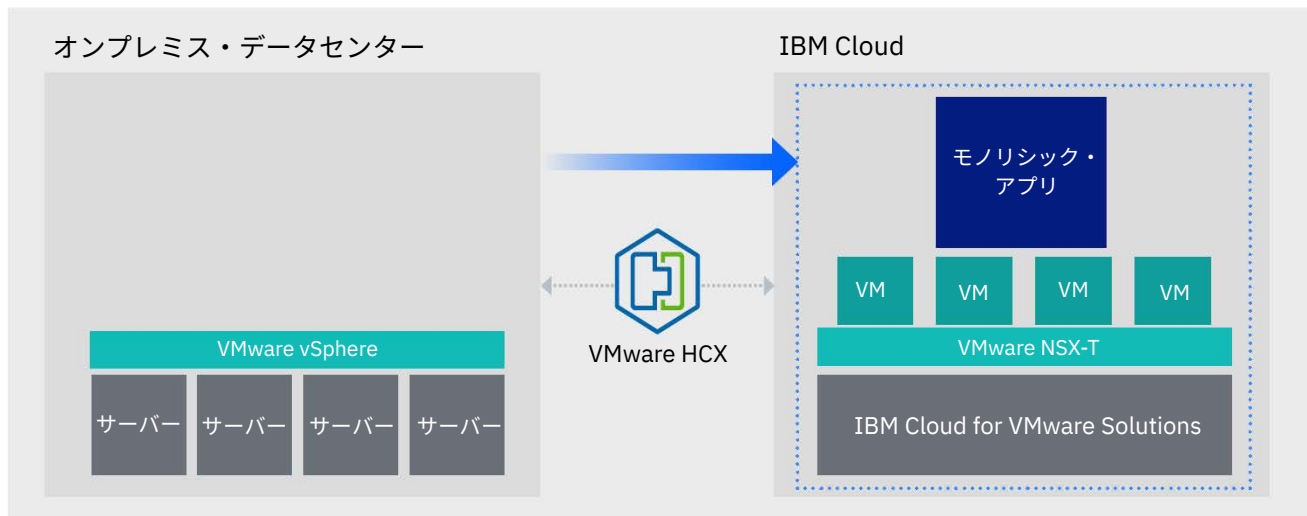 オンプレミス・データセンター
IBM Cloud
モノリシック・
アプリ
VM
VM
VM
VM
VMware vSphere
VMware HCX
VMware NSX-T
サーバー
サーバー
サーバー
サーバー
IBM Cloud for VMware Solutions